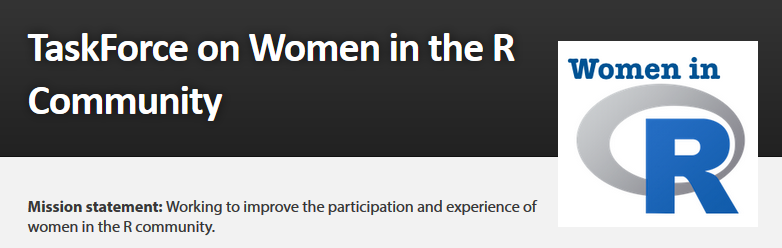 TaskForce on Women in the R
Community
Women in
R
Mission statement: Working to improve the participation and experience of
women in the R community.